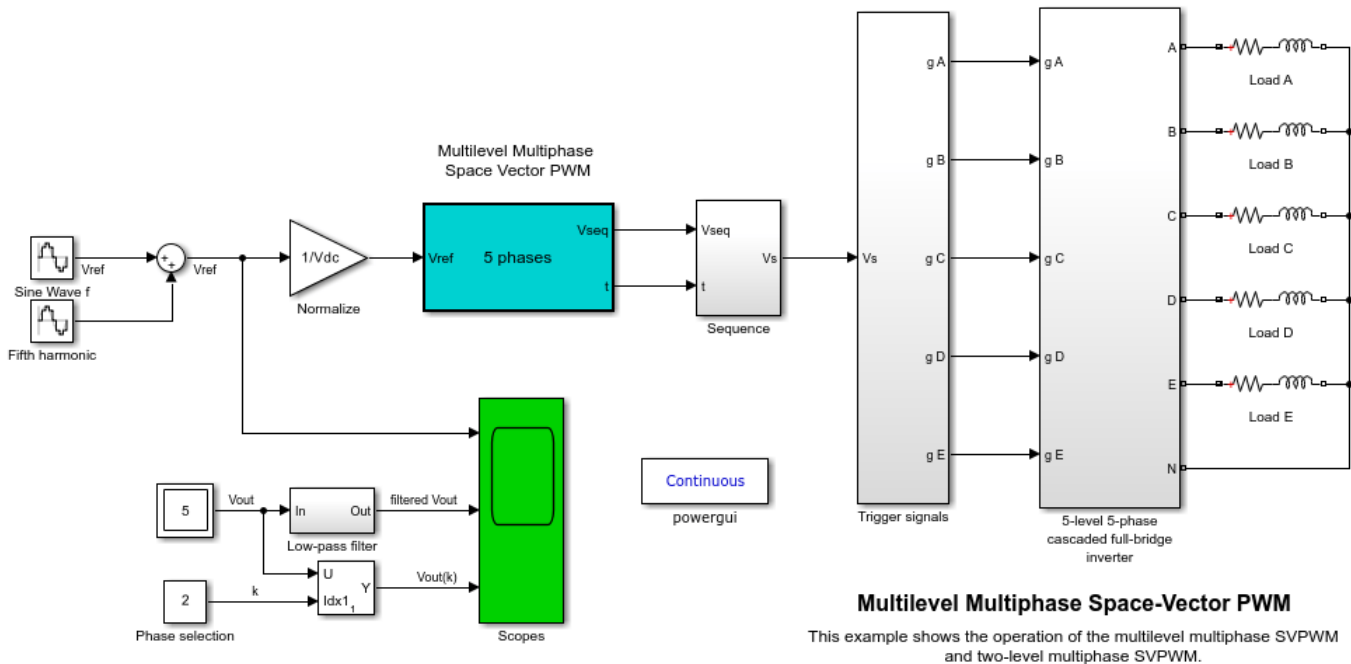 Vref
Sine Wave f
Fifth harmonic
+
+
Vref
1/Vdc
Normalize
Multilevel Multiphase
Space Vector PWM
Vref
5 phases
Vseq
t
Vseq
t
Vs
Sequence
Vs
g A
g B
g C
g D
g E
Trigger signals
g A
g B
g C
g D
g E
A
B
C
D
E
N
5-level 5-phase
cascaded full-bridge
inverter
+
Load A
+
Load B
+
Load C
+
Load D
+
Load E
5
Vout
In
Out
Low-pass filter
filtered Vout
2
Phase selection
k
U
Idx1
1
Y
Vout(k)
Scopes
Continuous
powergui
Multilevel Multiphase Space-Vector PWM
This example shows the operation of the multilevel multiphase SVPWM
and two-level multiphase SVPWM.